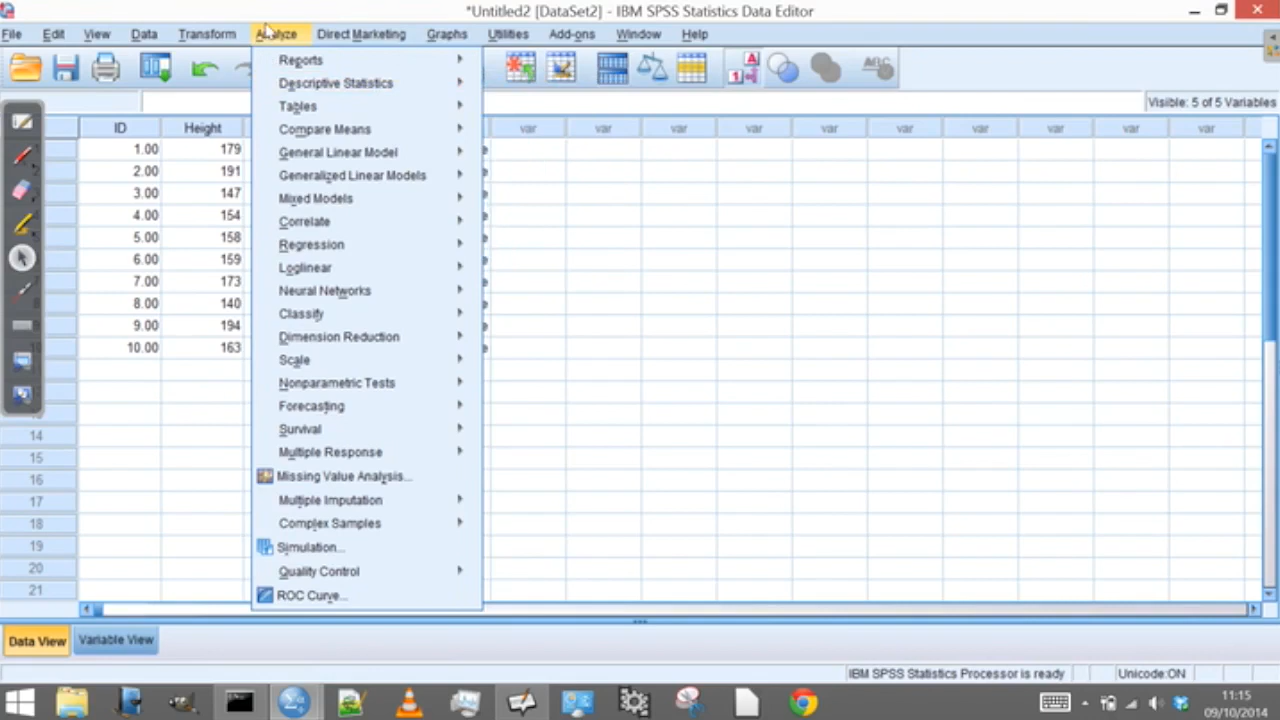 *Untitled2 [DataSet2] - IBM SPSS Statistics Data Editor
File Edit View Data Transform Analyze Direct Marketing Graphs Utilities Add-ons Window Help
Visible: 5 of 5 Variables
ID Height var var var var var var var var var var
1.00 179
2.00 191
3.00 147
4.00 154
5.00 158
6.00 159
7.00 173
8.00 140
9.00 194
10.00 163
14
15
16
17
18
19
20
21
Reports
Descriptive Statistics
Tables
Compare Means
General Linear Model
Generalized Linear Models
Mixed Models
Correlate
Regression
Loglinear
Neural Networks
Classify
Dimension Reduction
Scale
Nonparametric Tests
Forecasting
Survival
Multiple Response
Missing Value Analysis...
Multiple Imputation
Complex Samples
Simulation...
Quality Control
ROC Curve...
Data View Variable View
IBM SPSS Statistics Processor is ready Unicode:ON
11:15
09/10/2014